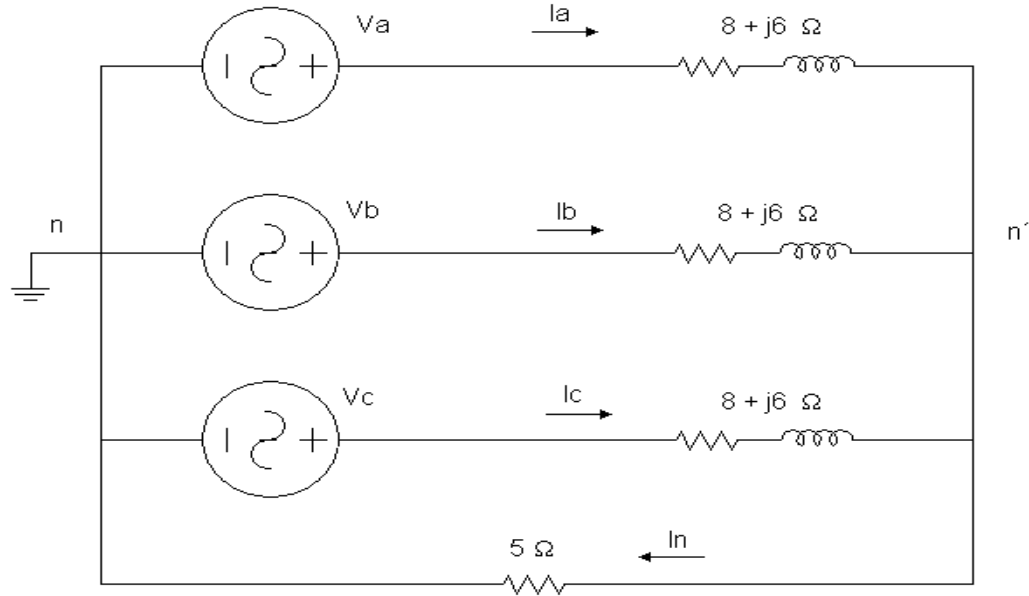 Va
Ia
8 + j6 Ω
n
Vb
Ib
8 + j6 Ω
n´
Vc
Ic
8 + j6 Ω
5 Ω
In